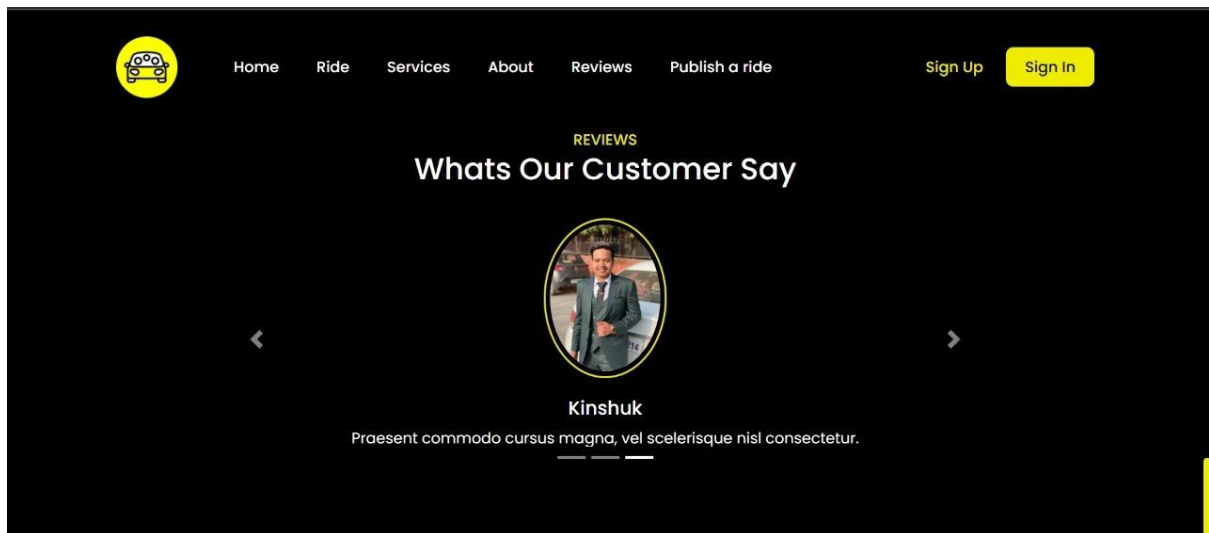 Home Ride Services About Reviews Publish a ride Sign Up Sign In
REVIEWS
Whats Our Customer Say
Kinshuk
Praesent commodo cursus magna, vel scelerisque nisl consectetur.